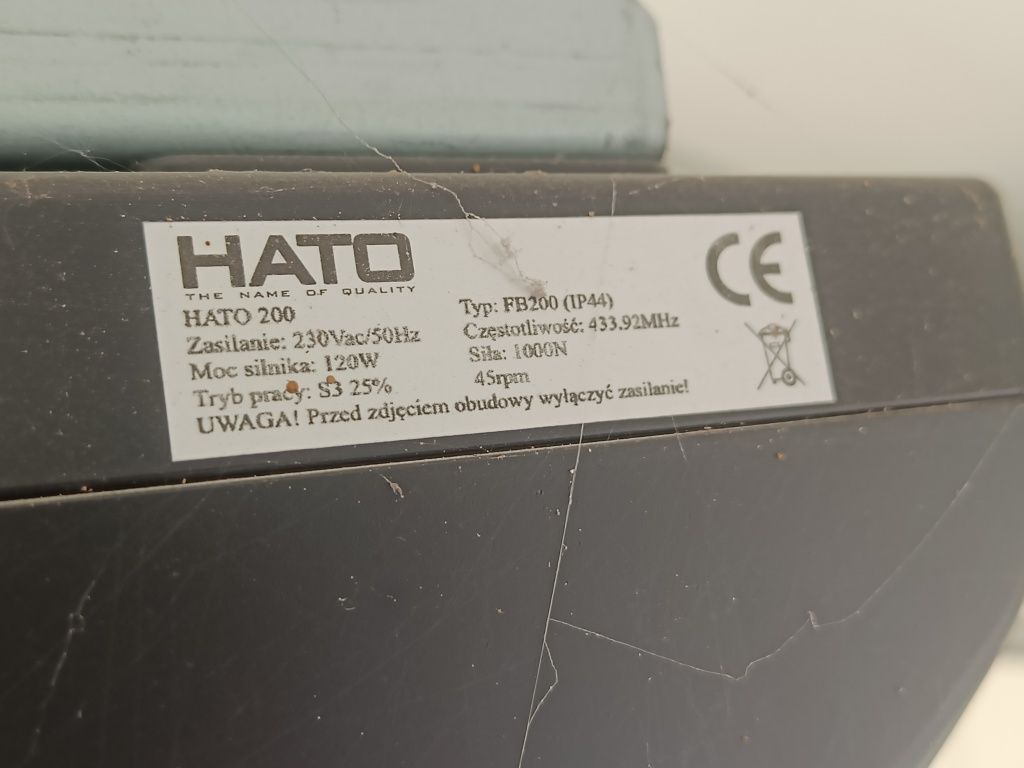 HATO
THE NAME OF QUALITY
HATO 200
Zasilanie: 230Vac/50Hz
Moc silnika: 120W
Tryb pracy: S3 25%
Typ: FB200 (IP44)
Częstotliwość: 433.92MHz
Siła: 1000N
45rpm
UWAGA! Przed zdjęciem obudowy wyłączyć zasilanie!
CE